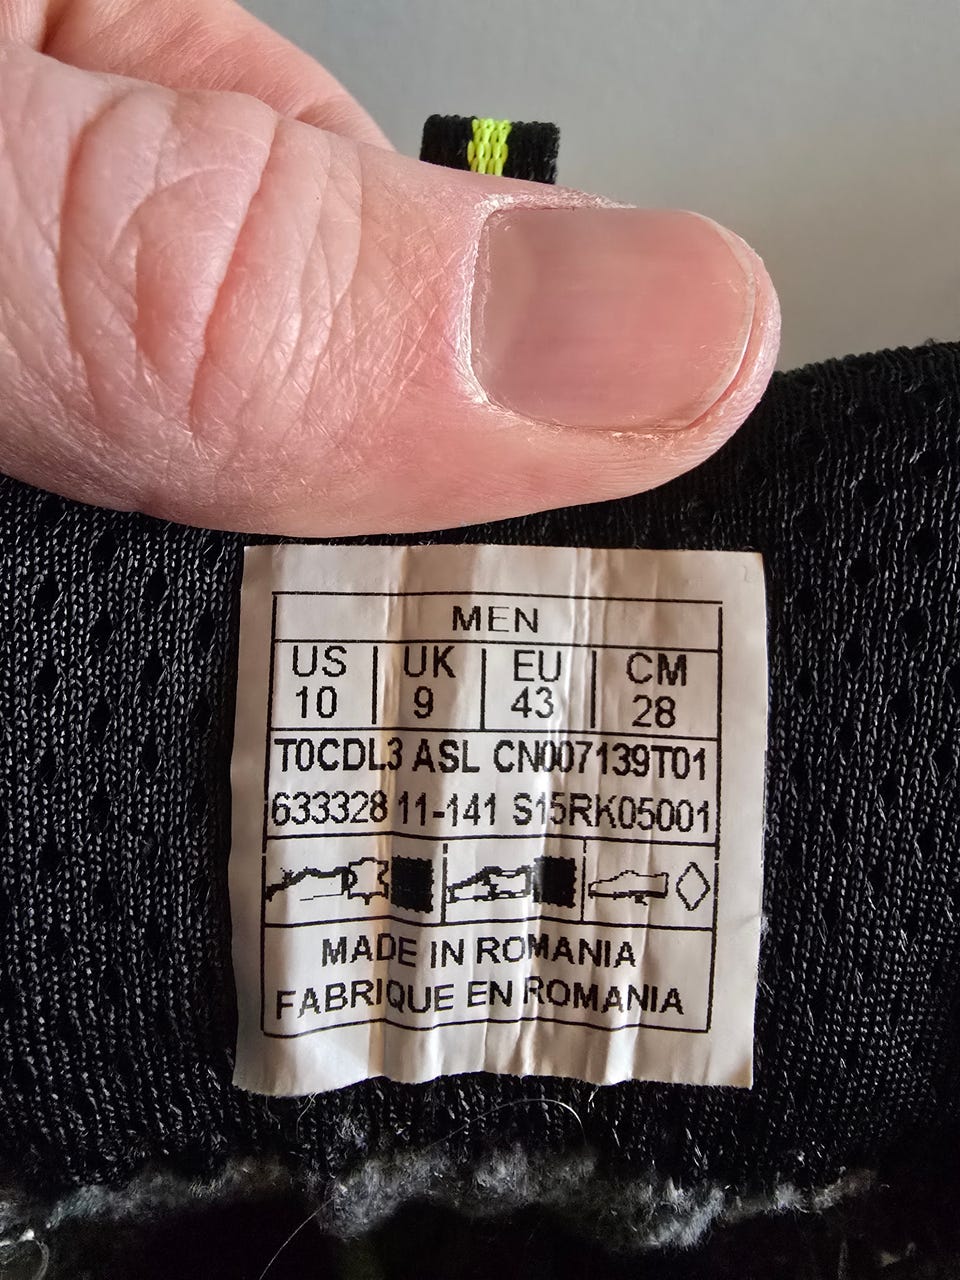 MEN
US | UK | EU | CM
10 | 9 | 43 | 28
T0CDL3 ASL CN007139T01
633328 11-141 S15RK05001
MADE IN ROMANIA
FABRIQUE EN ROMANIA